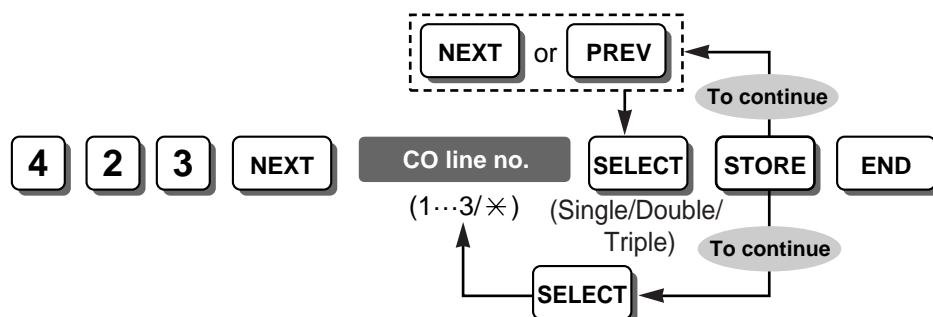 NEXT or PREV
To continue
4 2 3 NEXT CO line no. SELECT STORE END
(1···3/✳) (Single/Double/
Triple)
To continue
SELECT